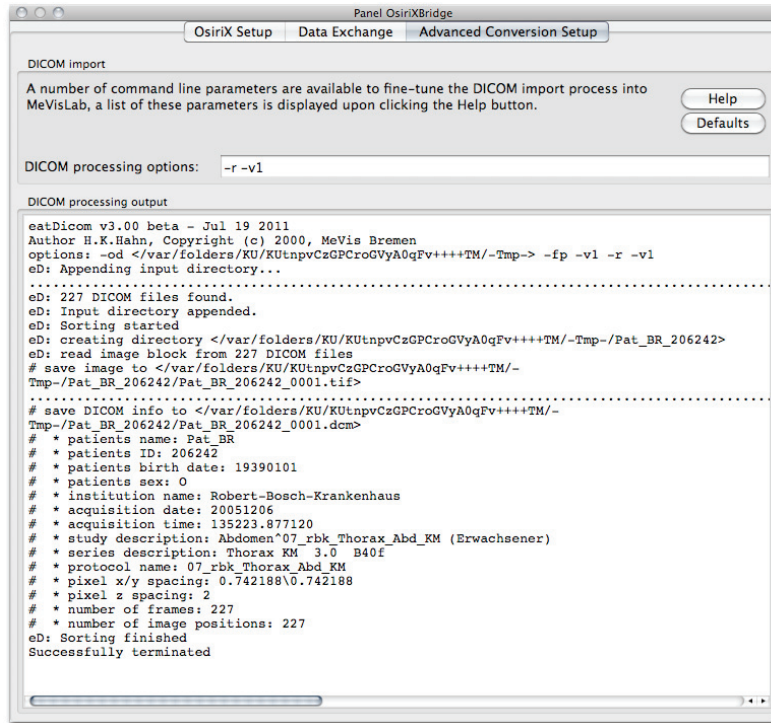 Panel OsiriXBridge
OsiriX Setup Data Exchange Advanced Conversion Setup
DICOM import
A number of command line parameters are available to fine-tune the DICOM import process into
MeVisLab, a list of these parameters is displayed upon clicking the Help button.
Help
Defaults
DICOM processing options: -r -v1
DICOM processing output
eatDicom v3.00 beta - Jul 19 2011
Author H.K.Hahn, Copyright (c) 2000, MeVis Bremen
options: -od </var/folders/KU/KUtnpvCzGPCroGVyA0qFv++++TM/-Tmp-> -fp -v1 -r -v1
eD: Appending input directory...
eD: 227 DICOM files found.
eD: Input directory appended.
eD: Sorting started
eD: creating directory </var/folders/KU/KUtnpvCzGPCroGVyA0qFv++++TM/-Tmp-/Pat_BR_206242>
eD: read image block from 227 DICOM files
# save image to </var/folders/KU/KUtnpvCzGPCroGVyA0qFv++++TM/-
Tmp-/Pat_BR_206242/Pat_BR_206242_0001.tif>
# save DICOM info to </var/folders/KU/KUtnpvCzGPCroGVyA0qFv++++TM/-
Tmp-/Pat_BR_206242/Pat_BR_206242_0001.dcm>
# * patients name: Pat_BR
# * patients ID: 206242
# * patients birth date: 19390101
# * patients sex: O
# * institution name: Robert-Bosch-Krankenhaus
# * acquisition date: 20051206
# * acquisition time: 135223.877120
# * study description: Abdomen^07_rbk_Thorax_Abd_KM (Erwachsener)
# * series description: Thorax KM 3.0 B40f
# * protocol name: 07_rbk_Thorax_Abd_KM
# * pixel x/y spacing: 0.742188\0.742188
# * pixel z spacing: 2
# * number of frames: 227
# * number of image positions: 227
eD: Sorting finished
Successfully terminated